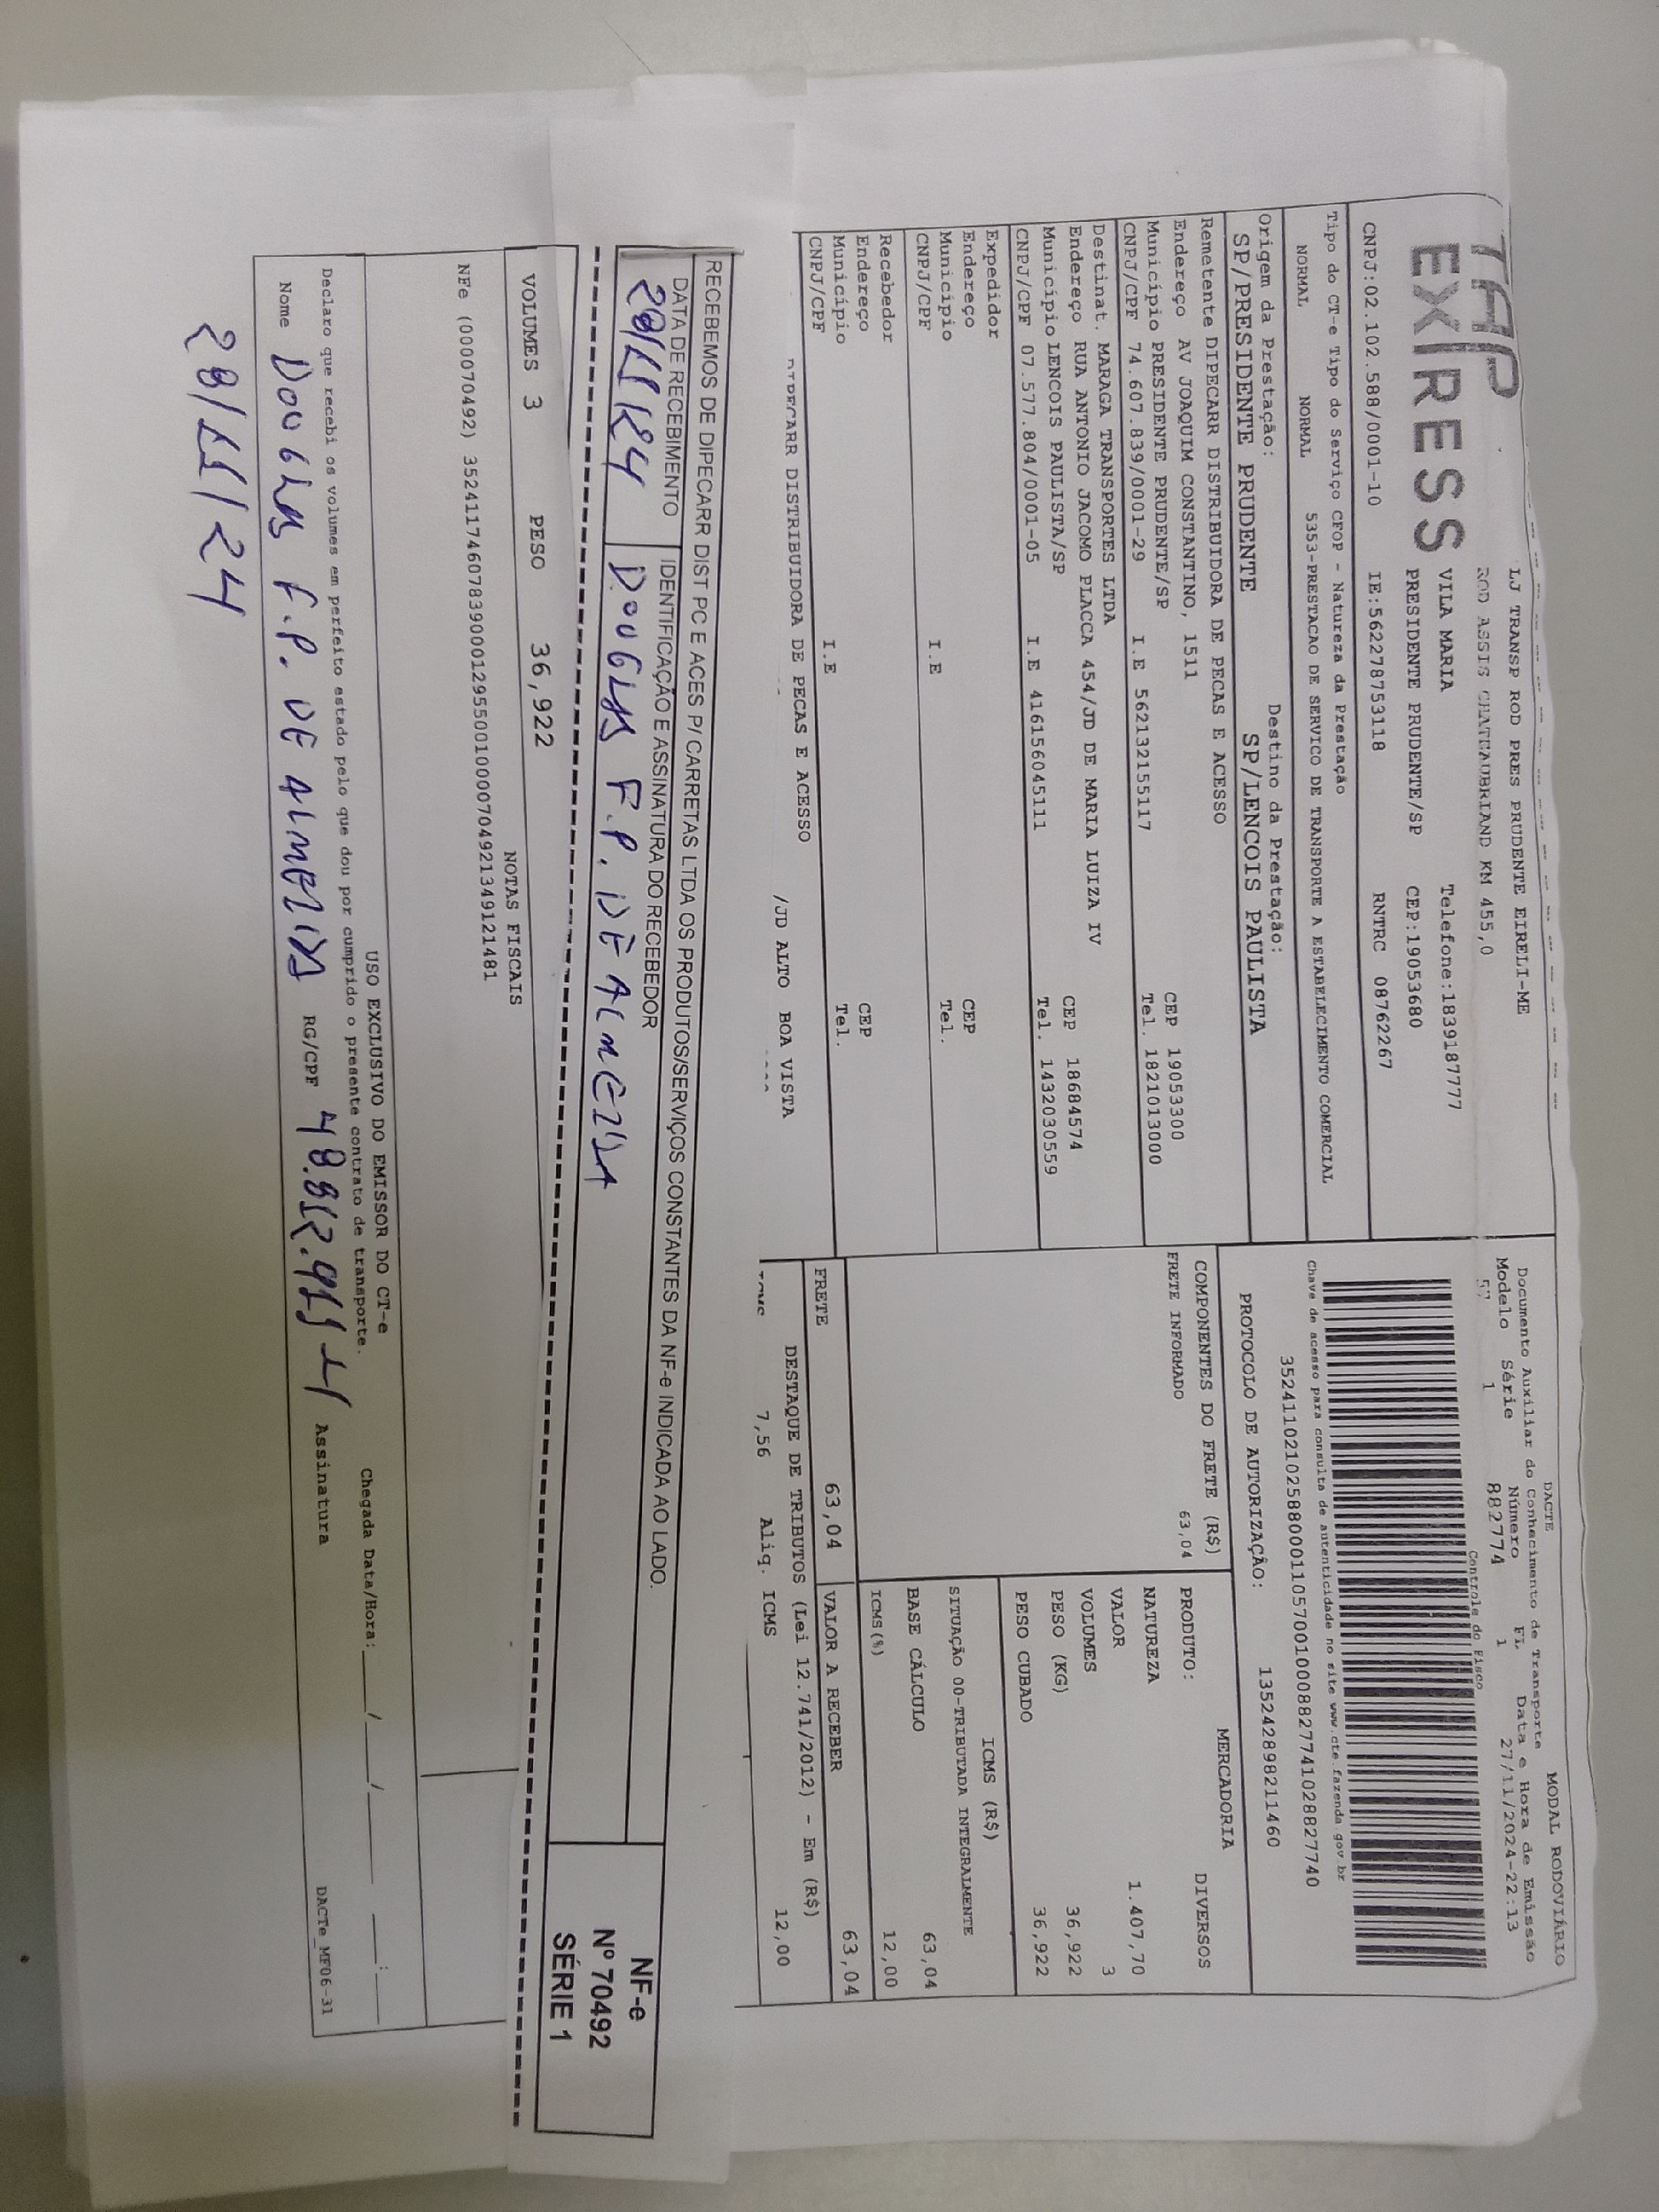 TAP
EXPRESS
LJ TRANSP ROD PRES PRUDENTE EIRELI-ME
ROD ASSIS CHATEAUBRIAND KM 455,0
VILA MARIA Telefone:1839187777
PRESIDENTE PRUDENTE/SP CEP:19053680
CNPJ:02.102.588/0001-10 IE:562278753118 RNTRC 08762267
DACTE MODAL RODOVIÁRIO
Documento Auxiliar do Conhecimento de Transporte
Modelo Série Número FL Data e Hora de Emissão
57 1 882774 1 27/11/2024-22:13
Controle do Fisco
Chave de acesso para consulta de autenticidade no site www.cte.fazenda.gov.br
35241102102588000110570010008827741028827740
PROTOCOLO DE AUTORIZAÇÃO: 135242898211460
Tipo do CT-e Tipo do Serviço CFOP - Natureza da Prestação
NORMAL NORMAL 5353-PRESTACAO DE SERVICO DE TRANSPORTE A ESTABELECIMENTO COMERCIAL
Origem da Prestação: Destino da Prestação:
SP/PRESIDENTE PRUDENTE SP/LENCOIS PAULISTA
Remetente DIPECARR DISTRIBUIDORA DE PECAS E ACESSO
Endereço AV JOAQUIM CONSTANTINO, 1511 CEP 19053300
Município PRESIDENTE PRUDENTE/SP Tel. 1821013000
CNPJ/CPF 74.607.839/0001-29 I.E 562132155117
Destinat. MARAGA TRANSPORTES LTDA
Endereço RUA ANTONIO JACOMO PLACCA 454/JD DE MARIA LUIZA IV CEP 18684574
Município LENCOIS PAULISTA/SP Tel. 1432030559
CNPJ/CPF 07.577.804/0001-05 I.E 416156045111
Expedidor
Endereço CEP
Município Tel.
CNPJ/CPF I.E
Recebedor
Endereço CEP
Município Tel.
CNPJ/CPF I.E
DIPECARR DISTRIBUIDORA DE PECAS E ACESSO
/JD ALTO BOA VISTA
COMPONENTES DO FRETE (R$)
FRETE INFORMADO 63,04
MERCADORIA
PRODUTO: DIVERSOS
NATUREZA
VALOR 1.407,70
VOLUMES 3
PESO (KG) 36,922
PESO CUBADO 36,922
ICMS (R$)
SITUAÇÃO 00-TRIBUTADA INTEGRALMENTE
BASE CÁLCULO 63,04
ICMS(%) 12,00
FRETE 63,04 VALOR A RECEBER 63,04
DESTAQUE DE TRIBUTOS (Lei 12.741/2012) - Em (R$)
ICMS 7,56 Aliq. ICMS 12,00
RECEBEMOS DE DIPECARR DIST PC E ACES P/ CARRETAS LTDA OS PRODUTOS/SERVIÇOS CONSTANTES DA NF-e INDICADA AO LADO.
DATA DE RECEBIMENTO IDENTIFICAÇÃO E ASSINATURA DO RECEBEDOR
28/11/24 DOUGLAS F.P. DE ALMEIDA
NF-e
Nº 70492
SÉRIE 1
VOLUMES 3 PESO 36,922
NOTAS FISCAIS
NFe (000070492) 35241174607839000129550010000704921349121481
USO EXCLUSIVO DO EMISSOR DO CT-e
Declaro que recebi os volumes em perfeito estado pelo que dou por cumprido o presente contrato de transporte. Chegada Data/Hora:___/___/_____ ___:___
Nome DOUGLAS F.P. DE ALMEIDA RG/CPF Assinatura
DACTe_MF06-31
28/11/24